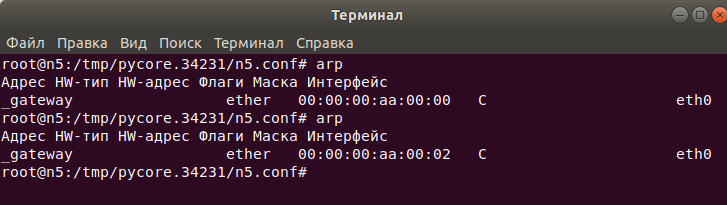 Терминал
Файл Правка Вид Поиск Терминал Справка
root@n5:/tmp/pycore.34231/n5.conf# arp
Адрес HW-тип HW-адрес Флаги Маска Интерфейс
_gateway ether 00:00:00:aa:00:00 C eth0
root@n5:/tmp/pycore.34231/n5.conf# arp
Адрес HW-тип HW-адрес Флаги Маска Интерфейс
_gateway ether 00:00:00:aa:00:02 C eth0
root@n5:/tmp/pycore.34231/n5.conf#